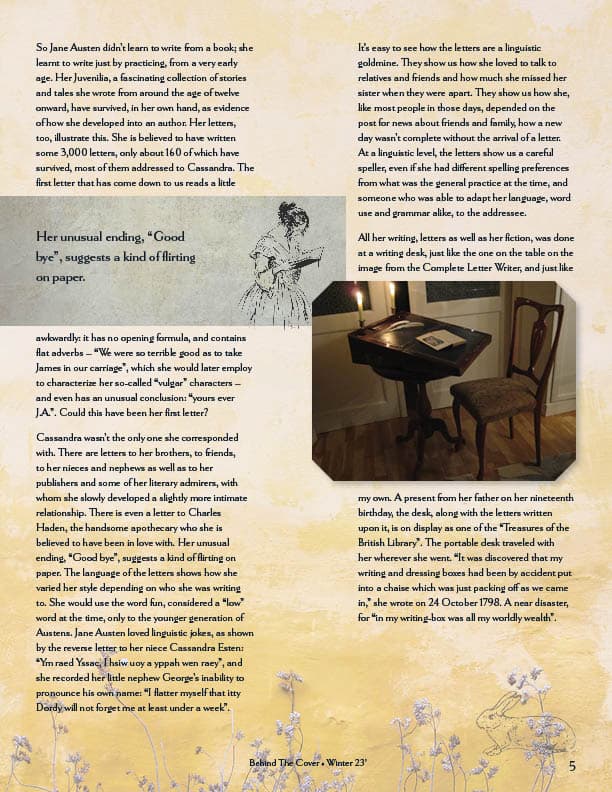 So Jane Austen didn't learn to write from a book; she
learnt to write just by practicing, from a very early
age. Her Juvenilia, a fascinating collection of stories
and tales she wrote from around the age of twelve
onward, have survived, in her own hand, as evidence
of how she developed into an author. Her letters,
too, illustrate this. She is believed to have written
some 3,000 letters, only about 160 of which have
survived, most of them addressed to Cassandra. The
first letter that has come down to us reads a little
Her unusual ending, “Good
bye”, suggests a kind of flirting
on paper.
awkwardly: it has no opening formula, and contains
flat adverbs – “We were so terrible good as to take
James in our carriage”, which she would later employ
to characterize her so-called “vulgar” characters –
and even has an unusual conclusion: “yours ever
J.A.”. Could this have been her first letter?
Cassandra wasn't the only one she corresponded
with. There are letters to her brothers, to friends,
to her nieces and nephews as well as to her
publishers and some of her literary admirers, with
whom she slowly developed a slightly more intimate
relationship. There is even a letter to Charles
Haden, the handsome apothecary who she is
believed to have been in love with. Her unusual
ending, “Good bye”, suggests a kind of flirting on
paper. The language of the letters shows how she
varied her style depending on who she was writing
to. She would use the word fun, considered a “low”
word at the time, only to the younger generation of
Austens. Jane Austen loved linguistic jokes, as shown
by the reverse letter to her niece Cassandra Esten:
“Ym raed Yssac, I hsiw uoy a yppah wen raey”, and
she recorded her little nephew George's inability to
pronounce his own name: “I flatter myself that itty
Dordy will not forget me at least under a week”.
It's easy to see how the letters are a linguistic
goldmine. They show us how she loved to talk to
relatives and friends and how much she missed her
sister when they were apart. They show us how she,
like most people in those days, depended on the
post for news about friends and family, how a new
day wasn't complete without the arrival of a letter.
At a linguistic level, the letters show us a careful
speller, even if she had different spelling preferences
from what was the general practice at the time, and
someone who was able to adapt her language, word
use and grammar alike, to the addressee.
All her writing, letters as well as her fiction, was done
at a writing desk, just like the one on the table on the
image from the Complete Letter Writer, and just like
my own. A present from her father on her nineteenth
birthday, the desk, along with the letters written
upon it, is on display as one of the “Treasures of the
British Library”. The portable desk traveled with
her wherever she went. “It was discovered that my
writing and dressing boxes had been by accident put
into a chaise which was just packing off as we came
in,” she wrote on 24 October 1798. A near disaster,
for “in my writing-box was all my worldly wealth”.
Behind The Cover • Winter 23'
5